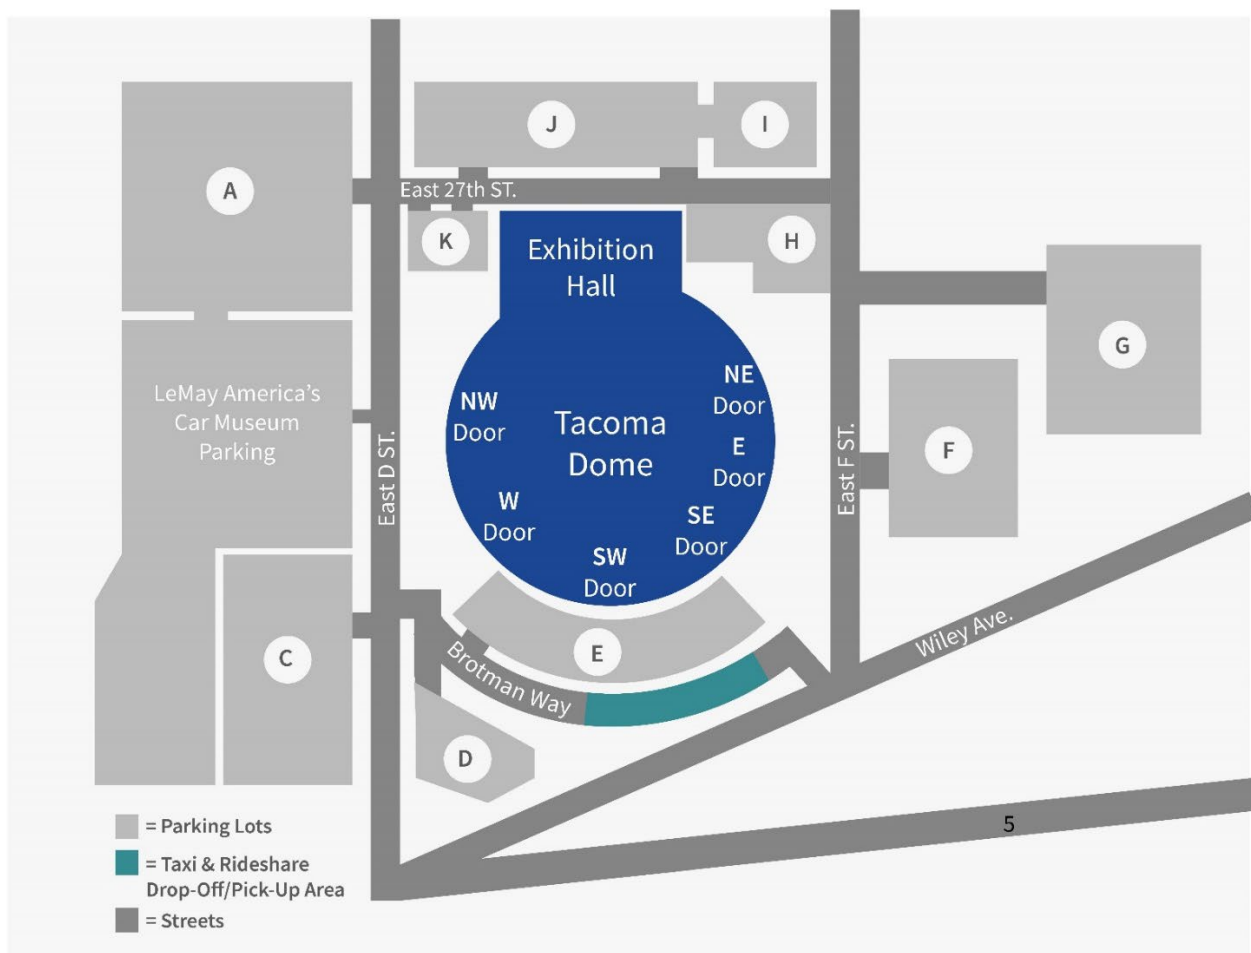 J
I
A
East 27th ST.
K
Exhibition
Hall
H
G
LeMay America's
Car Museum
Parking
NW
Door
Tacoma
Dome
NE
Door
E
Door
W
Door
SE
Door
SW
Door
East D ST.
East F ST.
F
Wiley Ave.
C
E
Brotman Way
D
5
= Parking Lots
= Taxi & Rideshare
Drop-Off/Pick-Up Area
= Streets